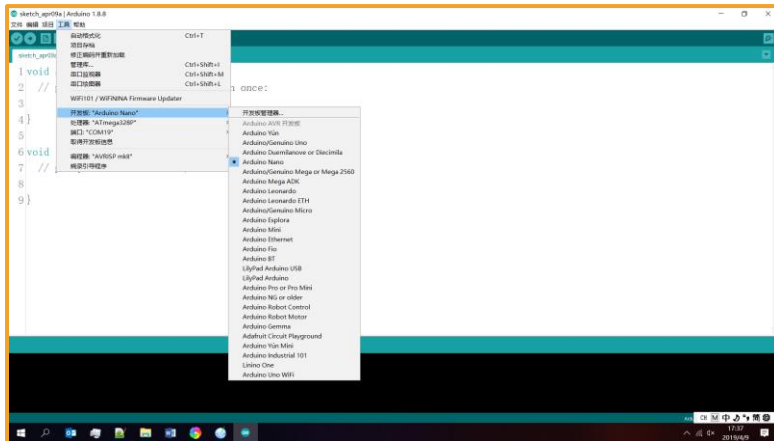 sketch_apr09a | Arduino 1.8.8
文件 编辑 项目 工具 帮助
自动格式化 Ctrl+T
项目存档
修正编码并重新加载
管理库... Ctrl+Shift+I
串口监视器 Ctrl+Shift+M
串口绘图器 Ctrl+Shift+L
WiFi101 / WiFiNINA Firmware Updater
开发板: "Arduino Nano"
处理器: "ATmega328P"
端口: "COM19"
取得开发板信息
编程器: "AVRISP mkII"
烧录引导程序
sketch_apr09a
1 void
2 // n once:
3
4 }
5
6 void
7 //
8
9 }
开发板管理器...
Arduino AVR 开发板
Arduino Yún
Arduino/Genuino Uno
Arduino Duemilanove or Diecimila
Arduino Nano
Arduino/Genuino Mega or Mega 2560
Arduino Mega ADK
Arduino Leonardo
Arduino Leonardo ETH
Arduino/Genuino Micro
Arduino Esplora
Arduino Mini
Arduino Ethernet
Arduino Fio
Arduino BT
LilyPad Arduino USB
LilyPad Arduino
Arduino Pro or Pro Mini
Arduino NG or older
Arduino Robot Control
Arduino Robot Motor
Arduino Gemma
Adafruit Circuit Playground
Arduino Yún Mini
Arduino Industrial 101
Linino One
Arduino Uno WiFi
CH M 中 简
17:37
2019/4/9